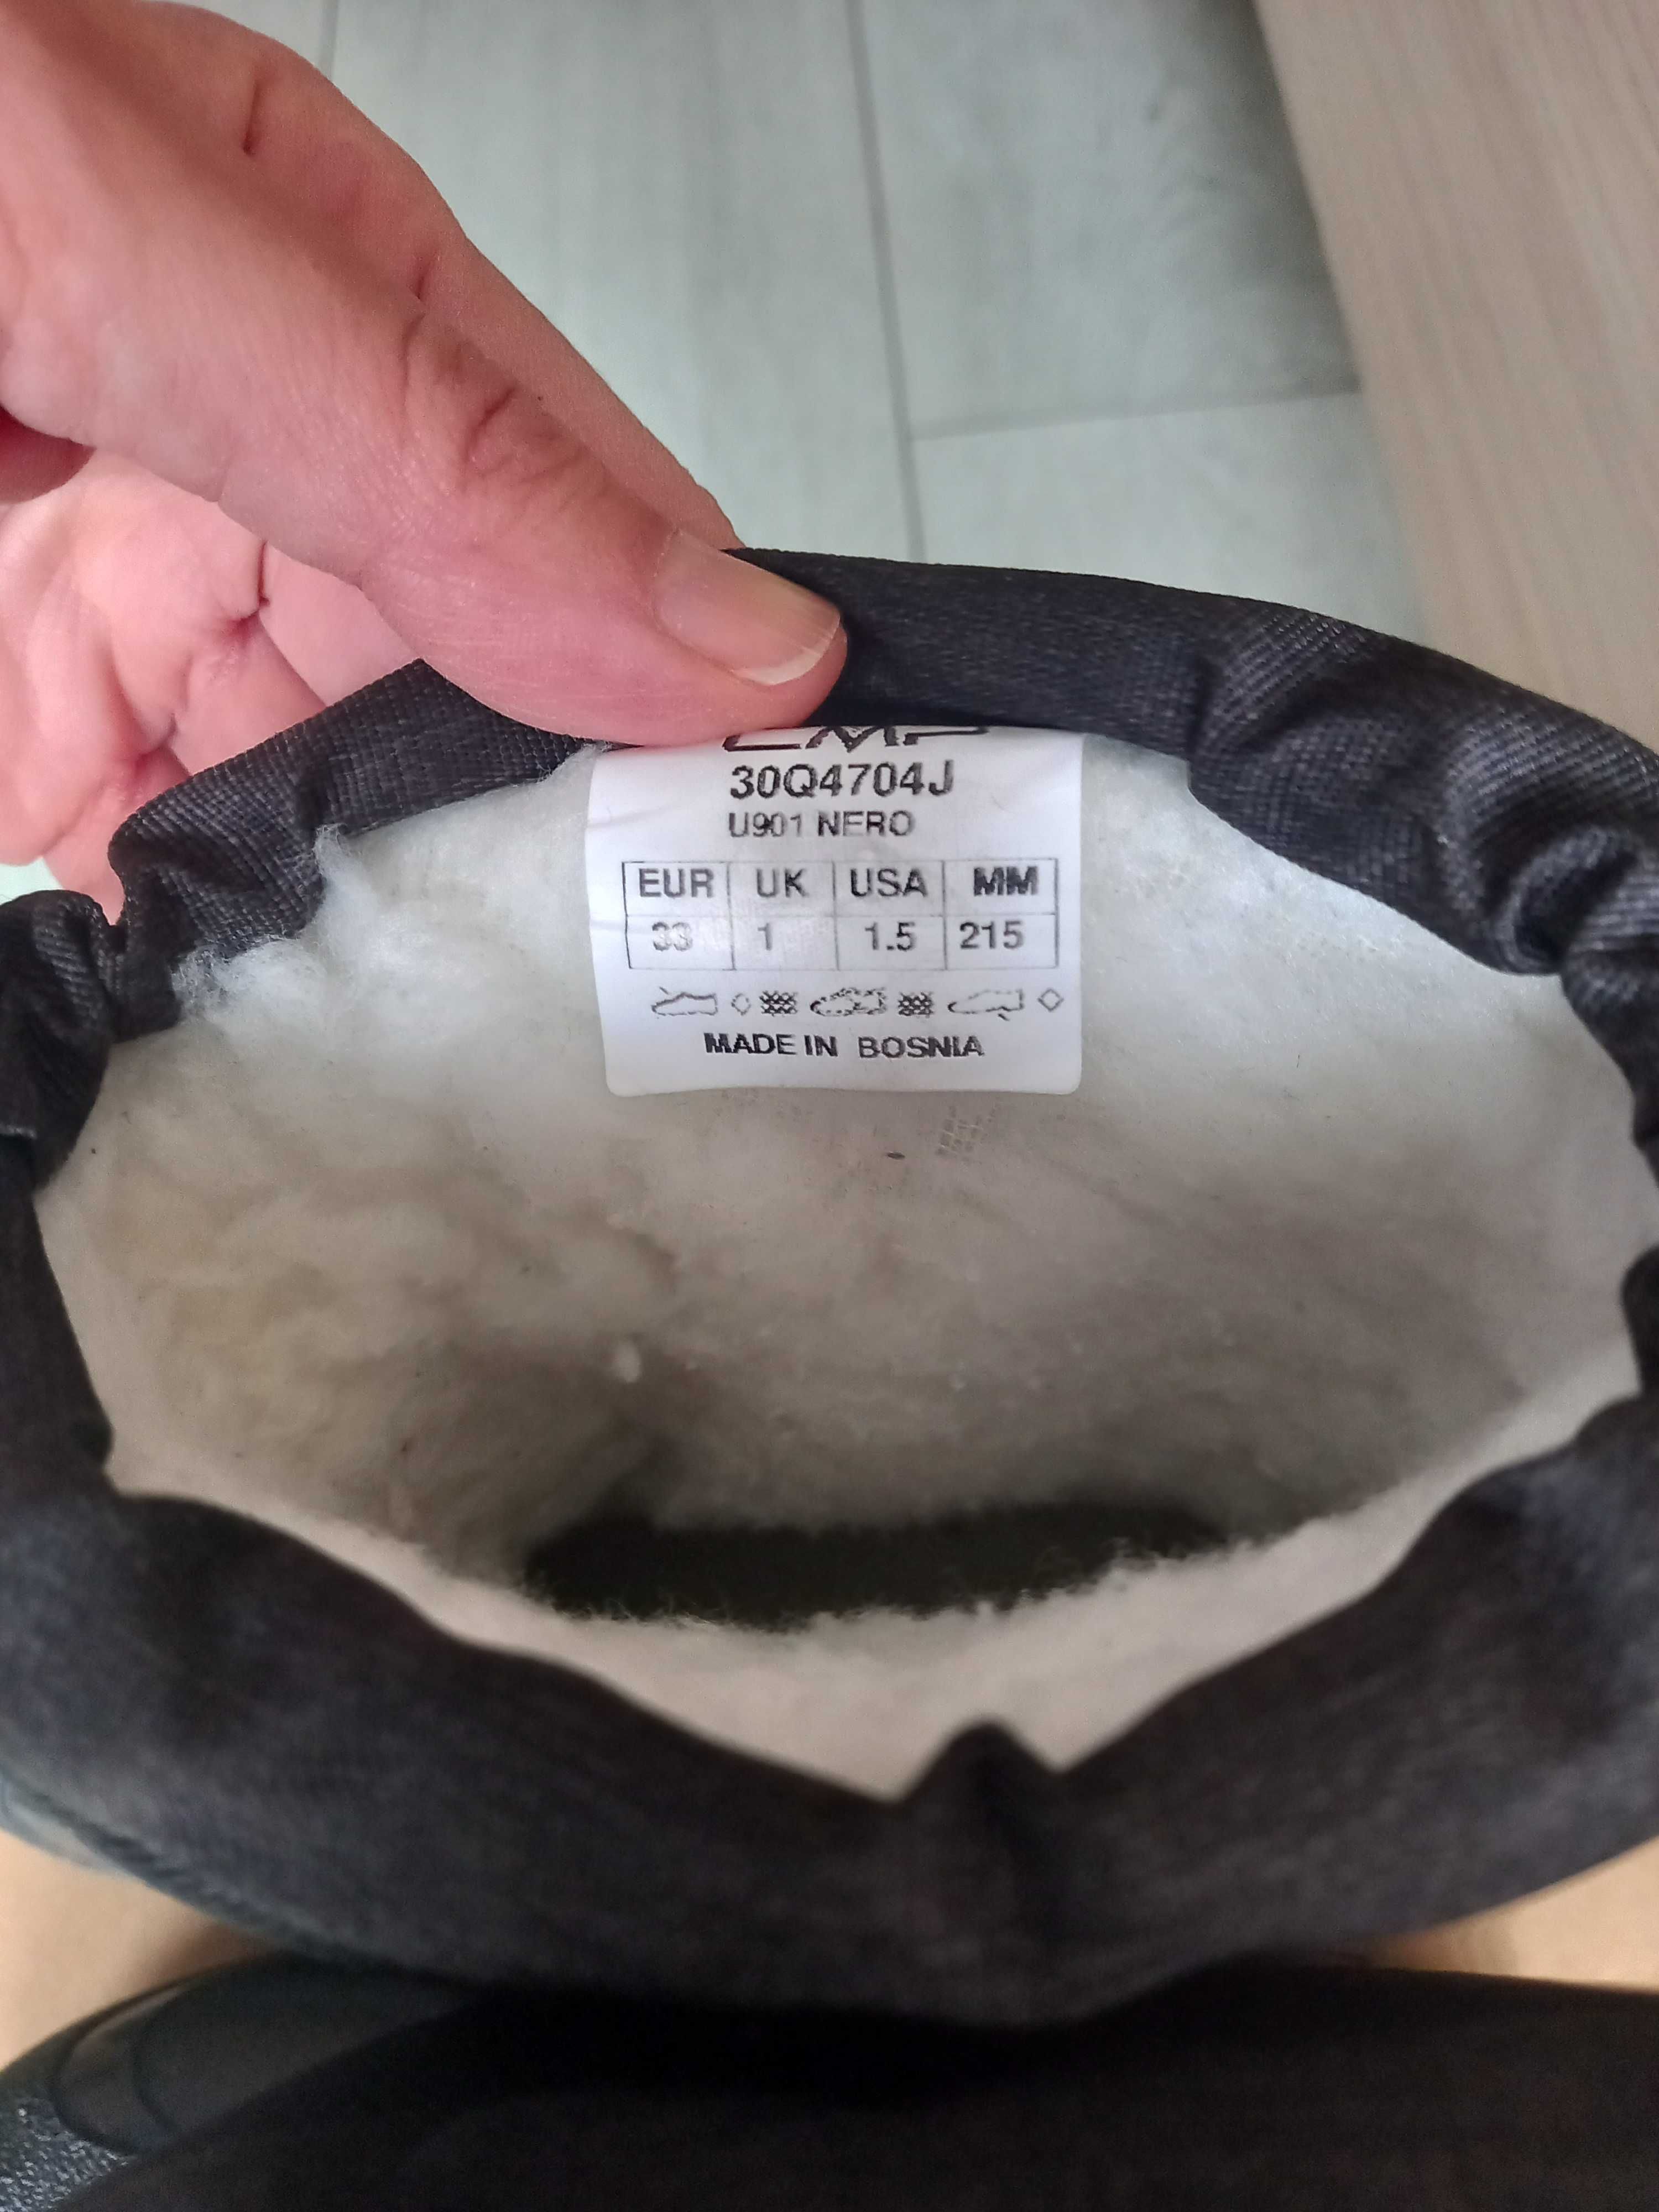 CMP
30Q4704J
U901 NERO
EUR UK USA MM
33 1 1.5 215
MADE IN BOSNIA